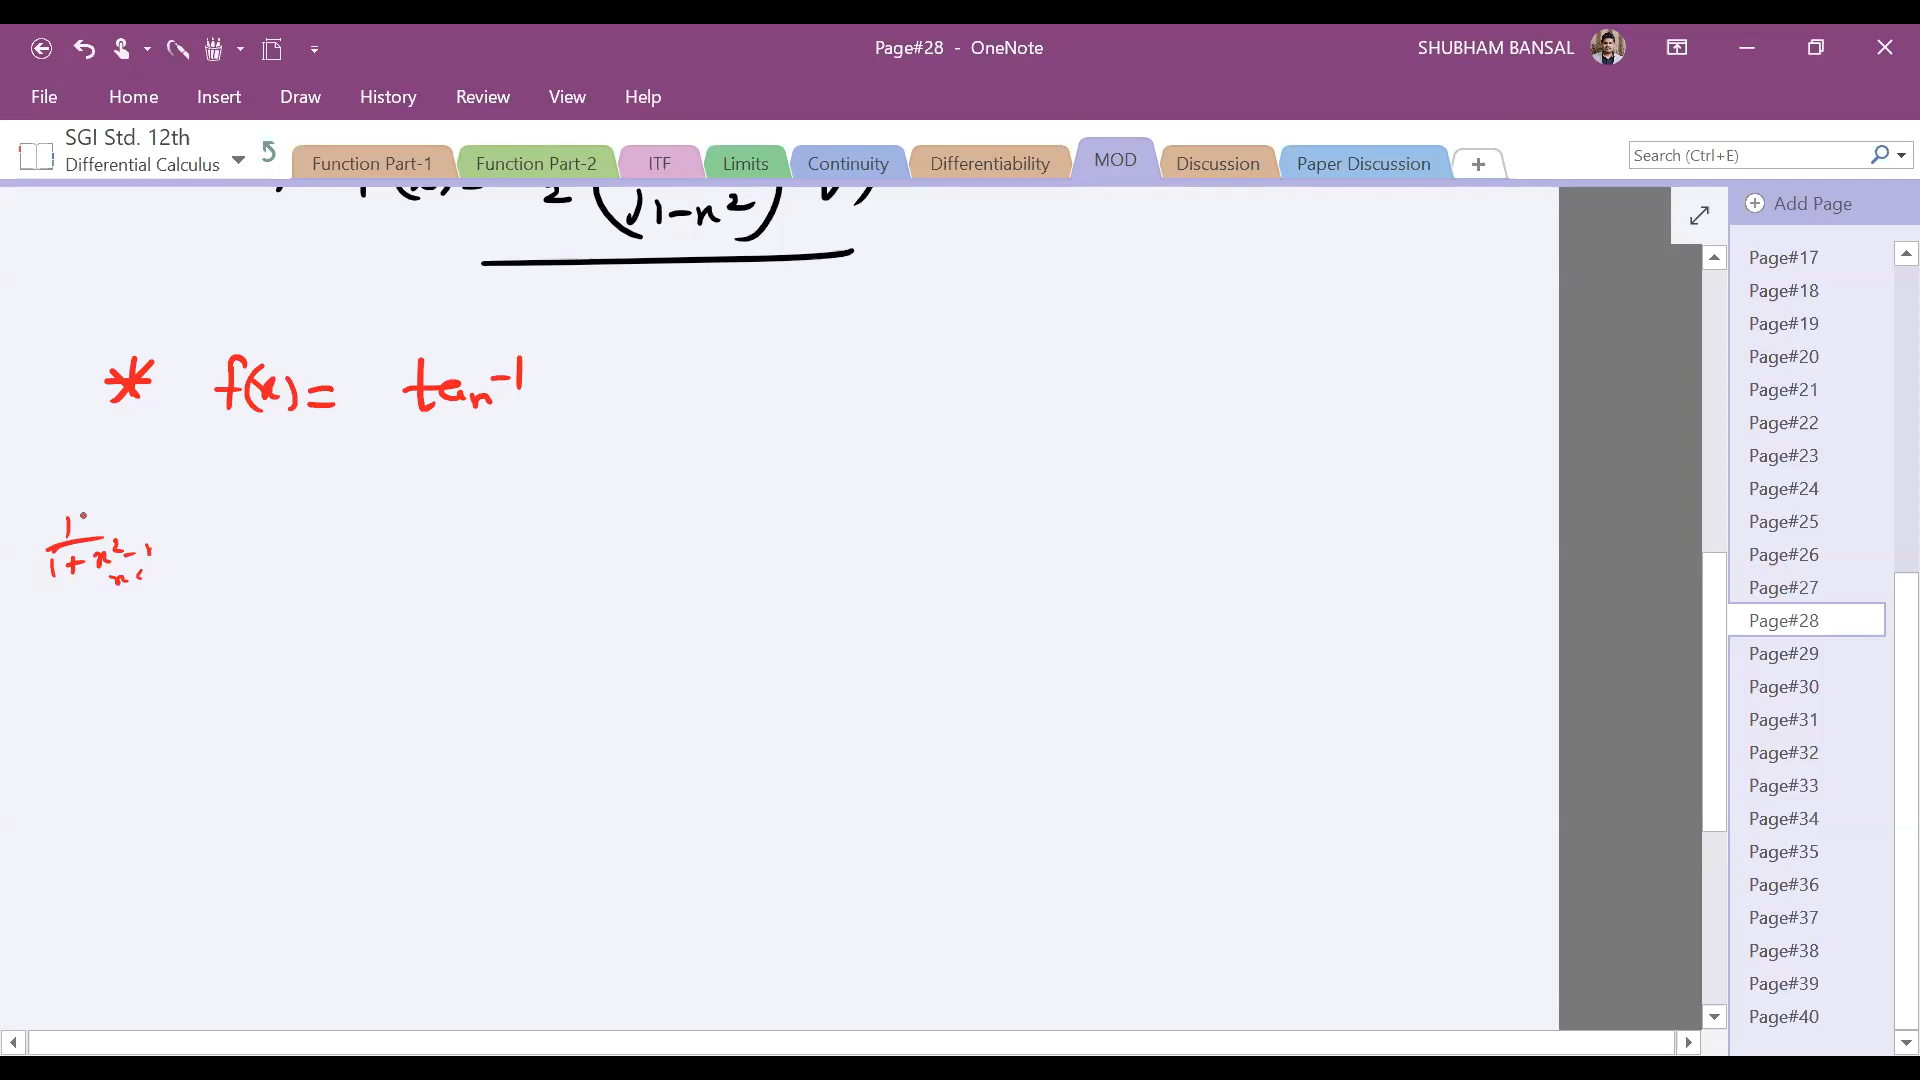 Page#28 - OneNote
SHUBHAM BANSAL
File Home Insert Draw History Review View Help
SGI Std. 12th
Differential Calculus
Function Part-1 Function Part-2 ITF Limits Continuity Differentiability MOD Discussion Paper Discussion +
Search (Ctrl+E)
Add Page
√1-x²
* f(x) = tan⁻¹
1
1 + x² - 1
Page#17
Page#18
Page#19
Page#20
Page#21
Page#22
Page#23
Page#24
Page#25
Page#26
Page#27
Page#28
Page#29
Page#30
Page#31
Page#32
Page#33
Page#34
Page#35
Page#36
Page#37
Page#38
Page#39
Page#40